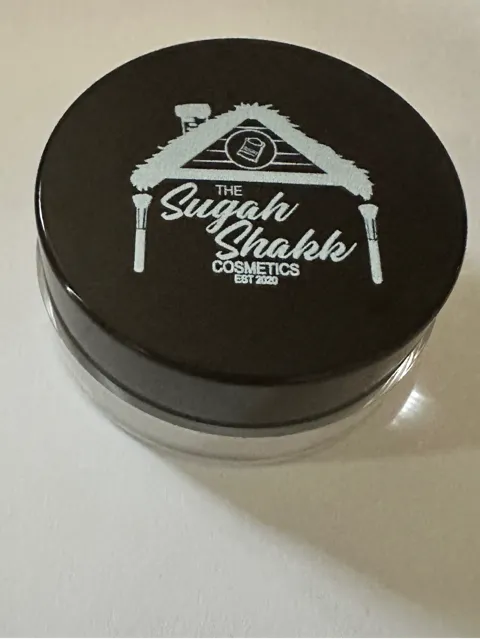 THE
Sugah
Shakk
COSMETICS
EST 2020